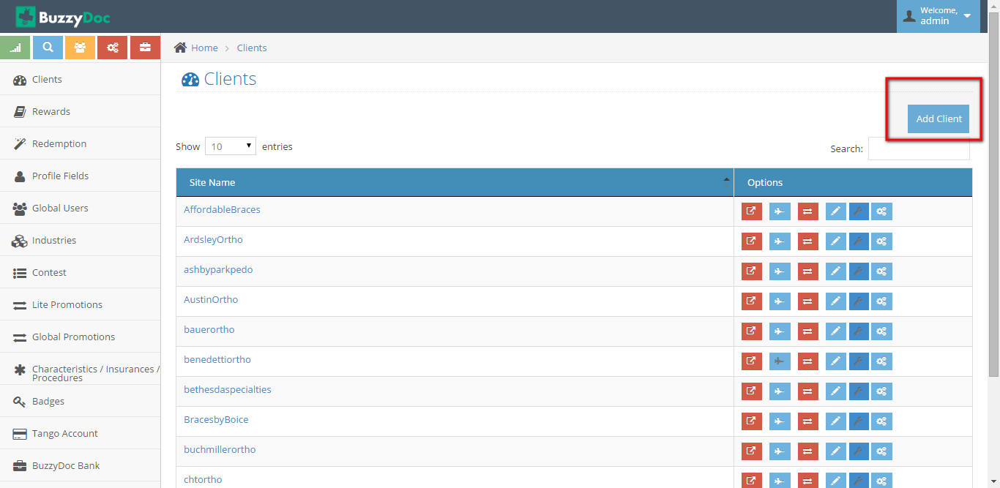 BuzzyDoc
Welcome,
admin
Home
Clients
Clients
Rewards
Redemption
Profile Fields
Global Users
Industries
Contest
Lite Promotions
Global Promotions
Characteristics / Insurances /
Procedures
Badges
Tango Account
BuzzyDoc Bank
Clients
Add Client
Show 10 entries
Search:
Site Name
Options
AffordableBraces
ArdsleyOrtho
ashbyparkpedo
AustinOrtho
bauerortho
benedettiortho
bethesdaspecialties
BracesbyBoice
buchmillerortho
chtortho